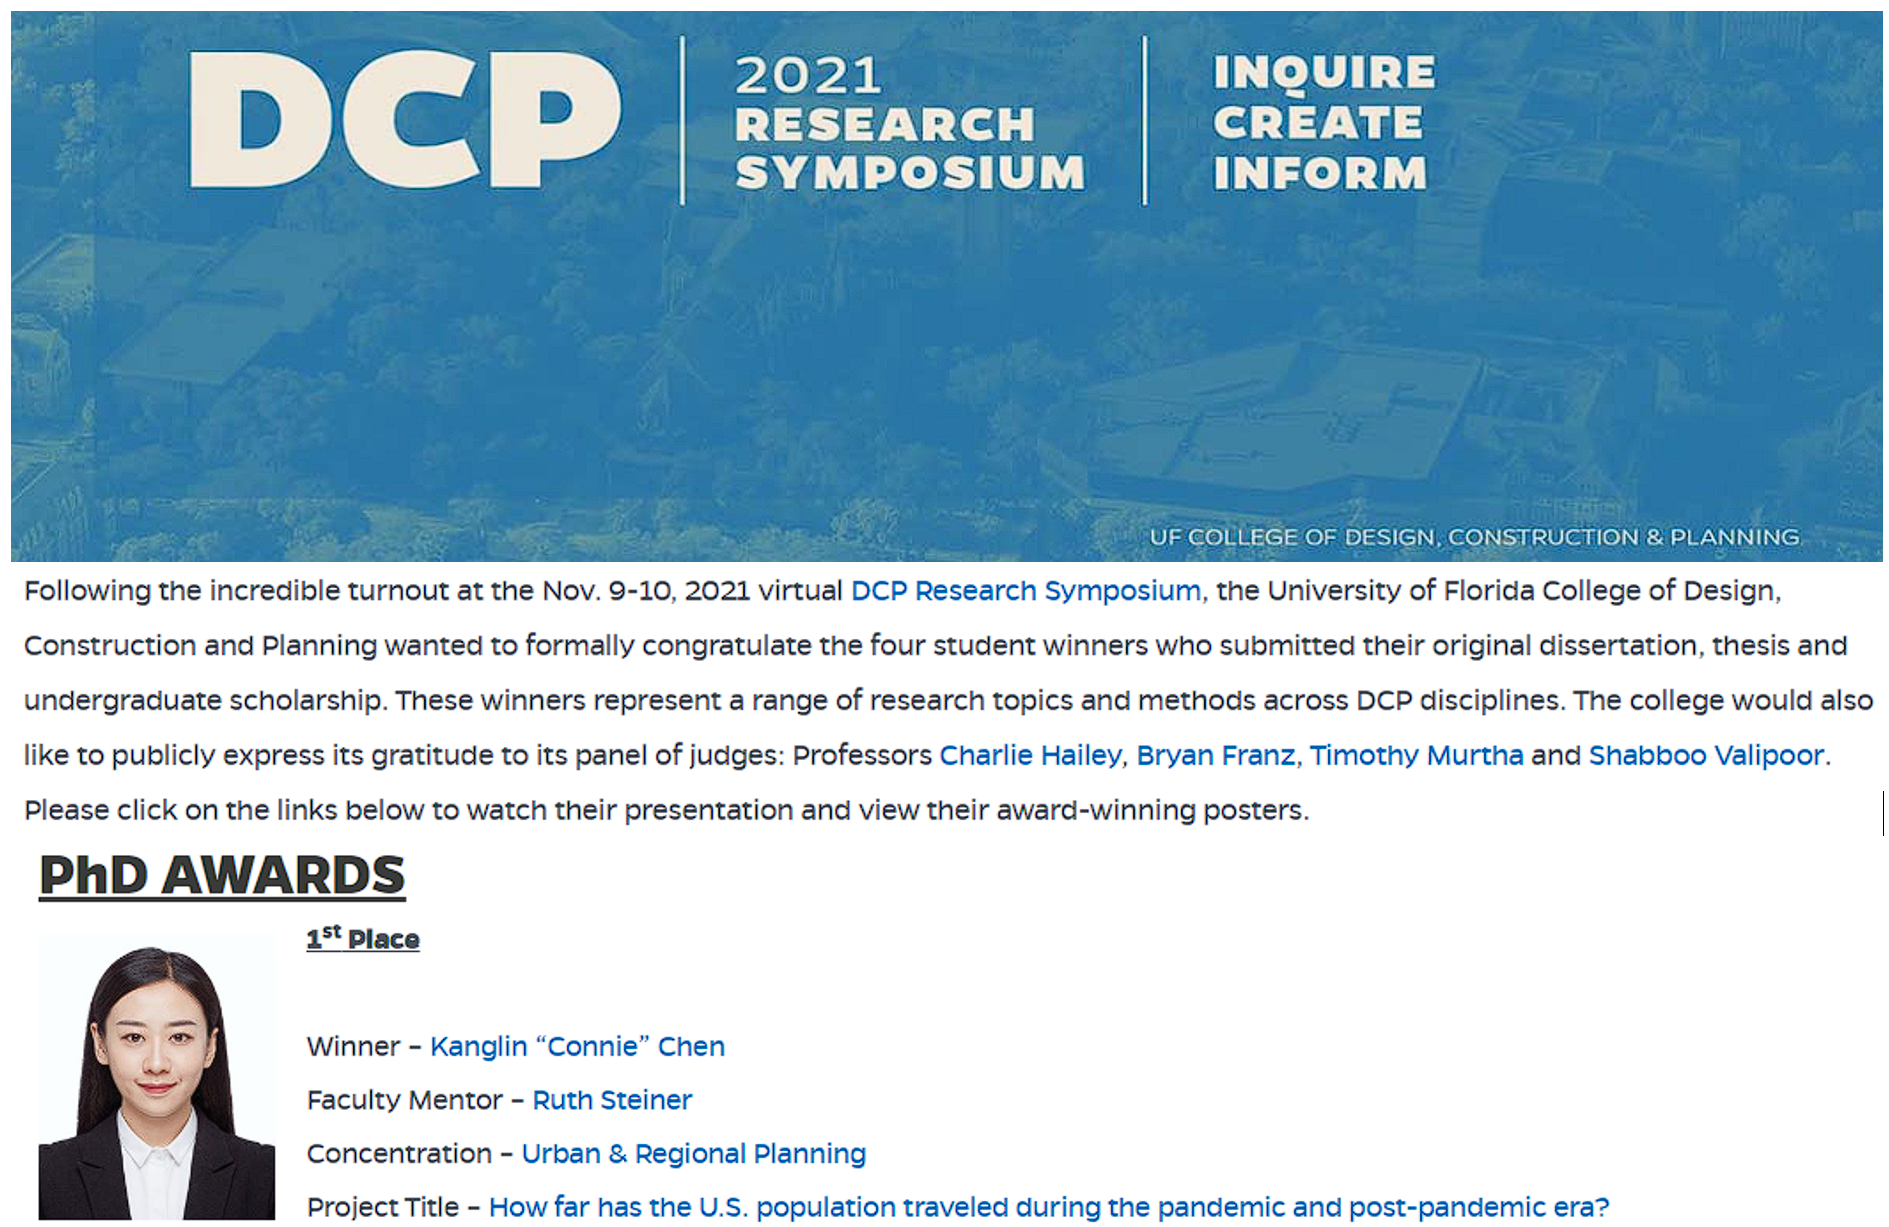 DCP
2021
RESEARCH
SYMPOSIUM
INQUIRE
CREATE
INFORM
UF COLLEGE OF DESIGN, CONSTRUCTION & PLANNING
Following the incredible turnout at the Nov. 9-10, 2021 virtual DCP Research Symposium, the University of Florida College of Design,
Construction and Planning wanted to formally congratulate the four student winners who submitted their original dissertation, thesis and
undergraduate scholarship. These winners represent a range of research topics and methods across DCP disciplines. The college would also
like to publicly express its gratitude to its panel of judges: Professors Charlie Hailey, Bryan Franz, Timothy Murtha and Shabboo Valipoor.
Please click on the links below to watch their presentation and view their award-winning posters.
PhD AWARDS
1st Place
Winner – Kanglin “Connie” Chen
Faculty Mentor – Ruth Steiner
Concentration – Urban & Regional Planning
Project Title – How far has the U.S. population traveled during the pandemic and post-pandemic era?